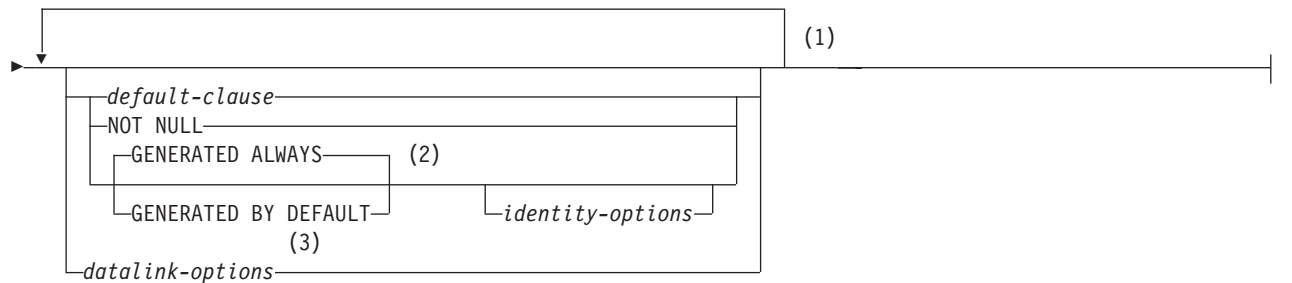 (1)
default-clause
NOT NULL
GENERATED ALWAYS (2)
GENERATED BY DEFAULT identity-options
(3)
datalink-options